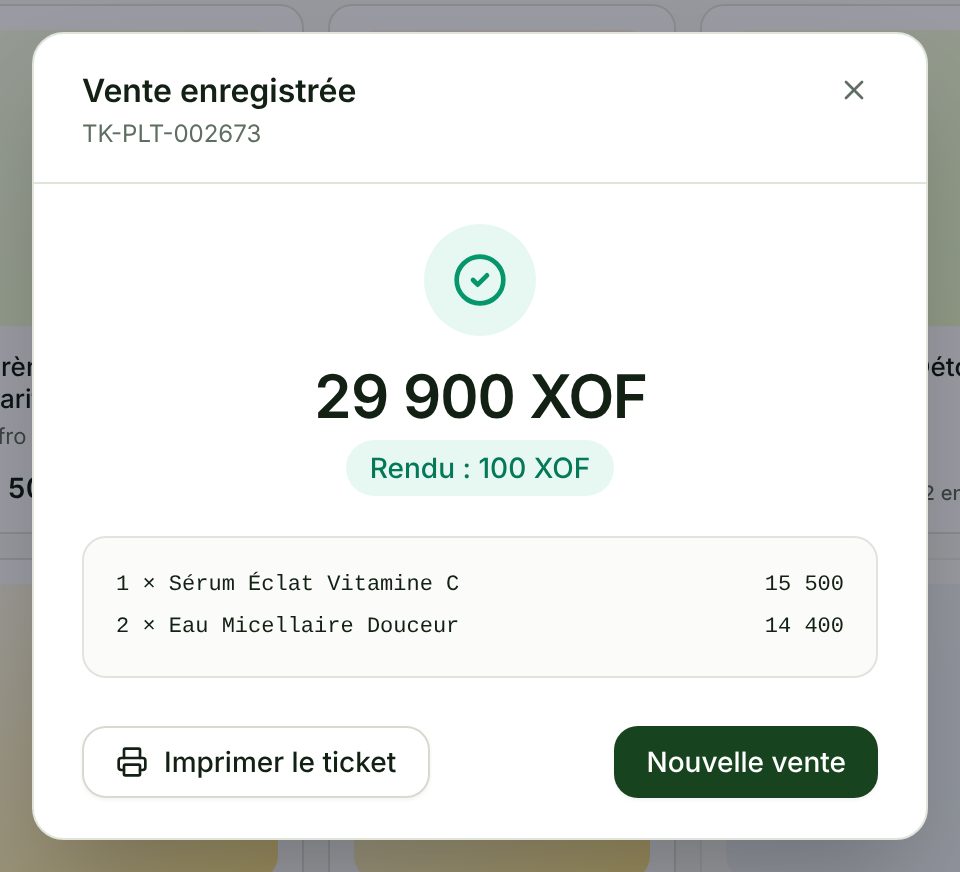 Vente enregistrée
TK-PLT-002673
29 900 XOF
Rendu : 100 XOF
1 × Sérum Éclat Vitamine C 15 500
2 × Eau Micellaire Douceur 14 400
Imprimer le ticket
Nouvelle vente